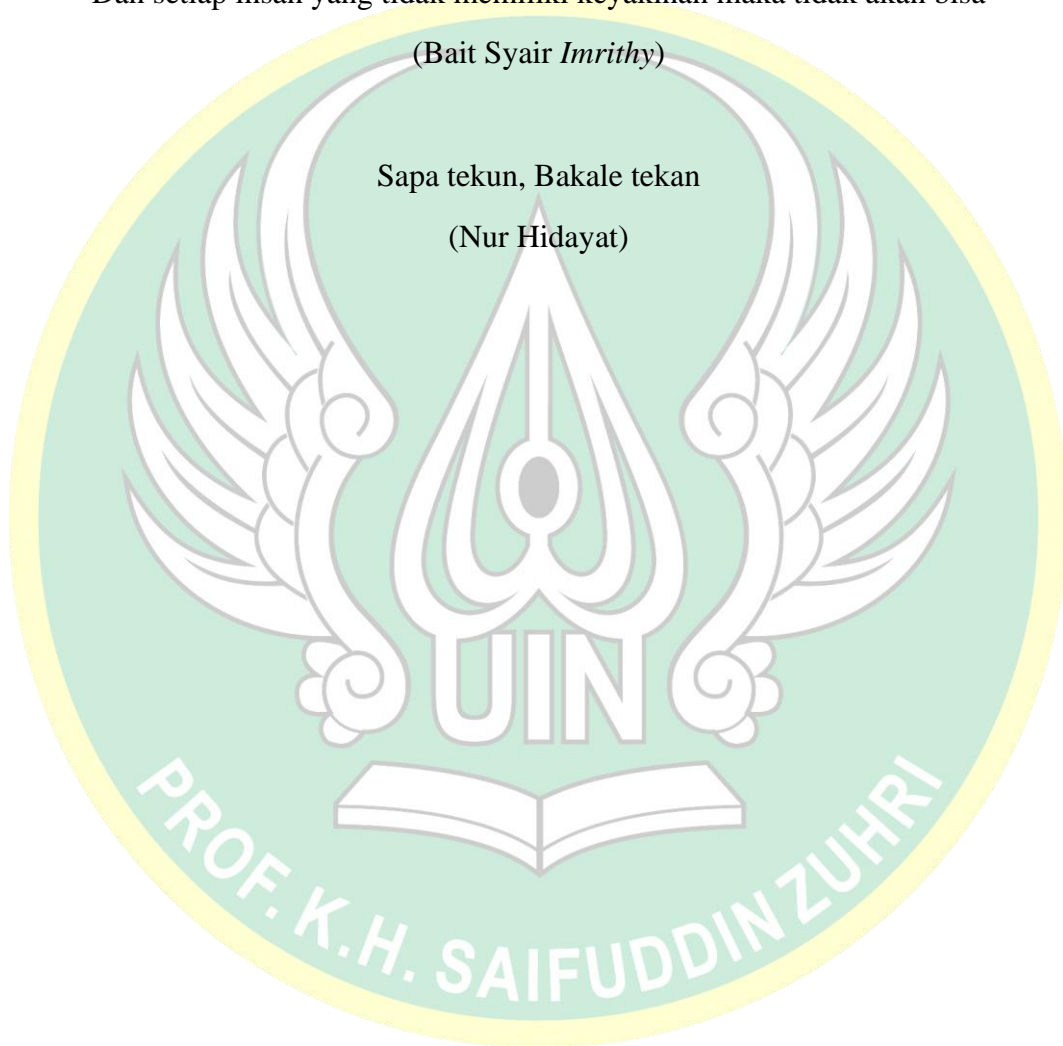 (Bait Syair Imrithy)
Sapa tekun, Bakale tekan
(Nur Hidayat)
UIN
PROF. K.H. SAIFUDDIN ZUHRI